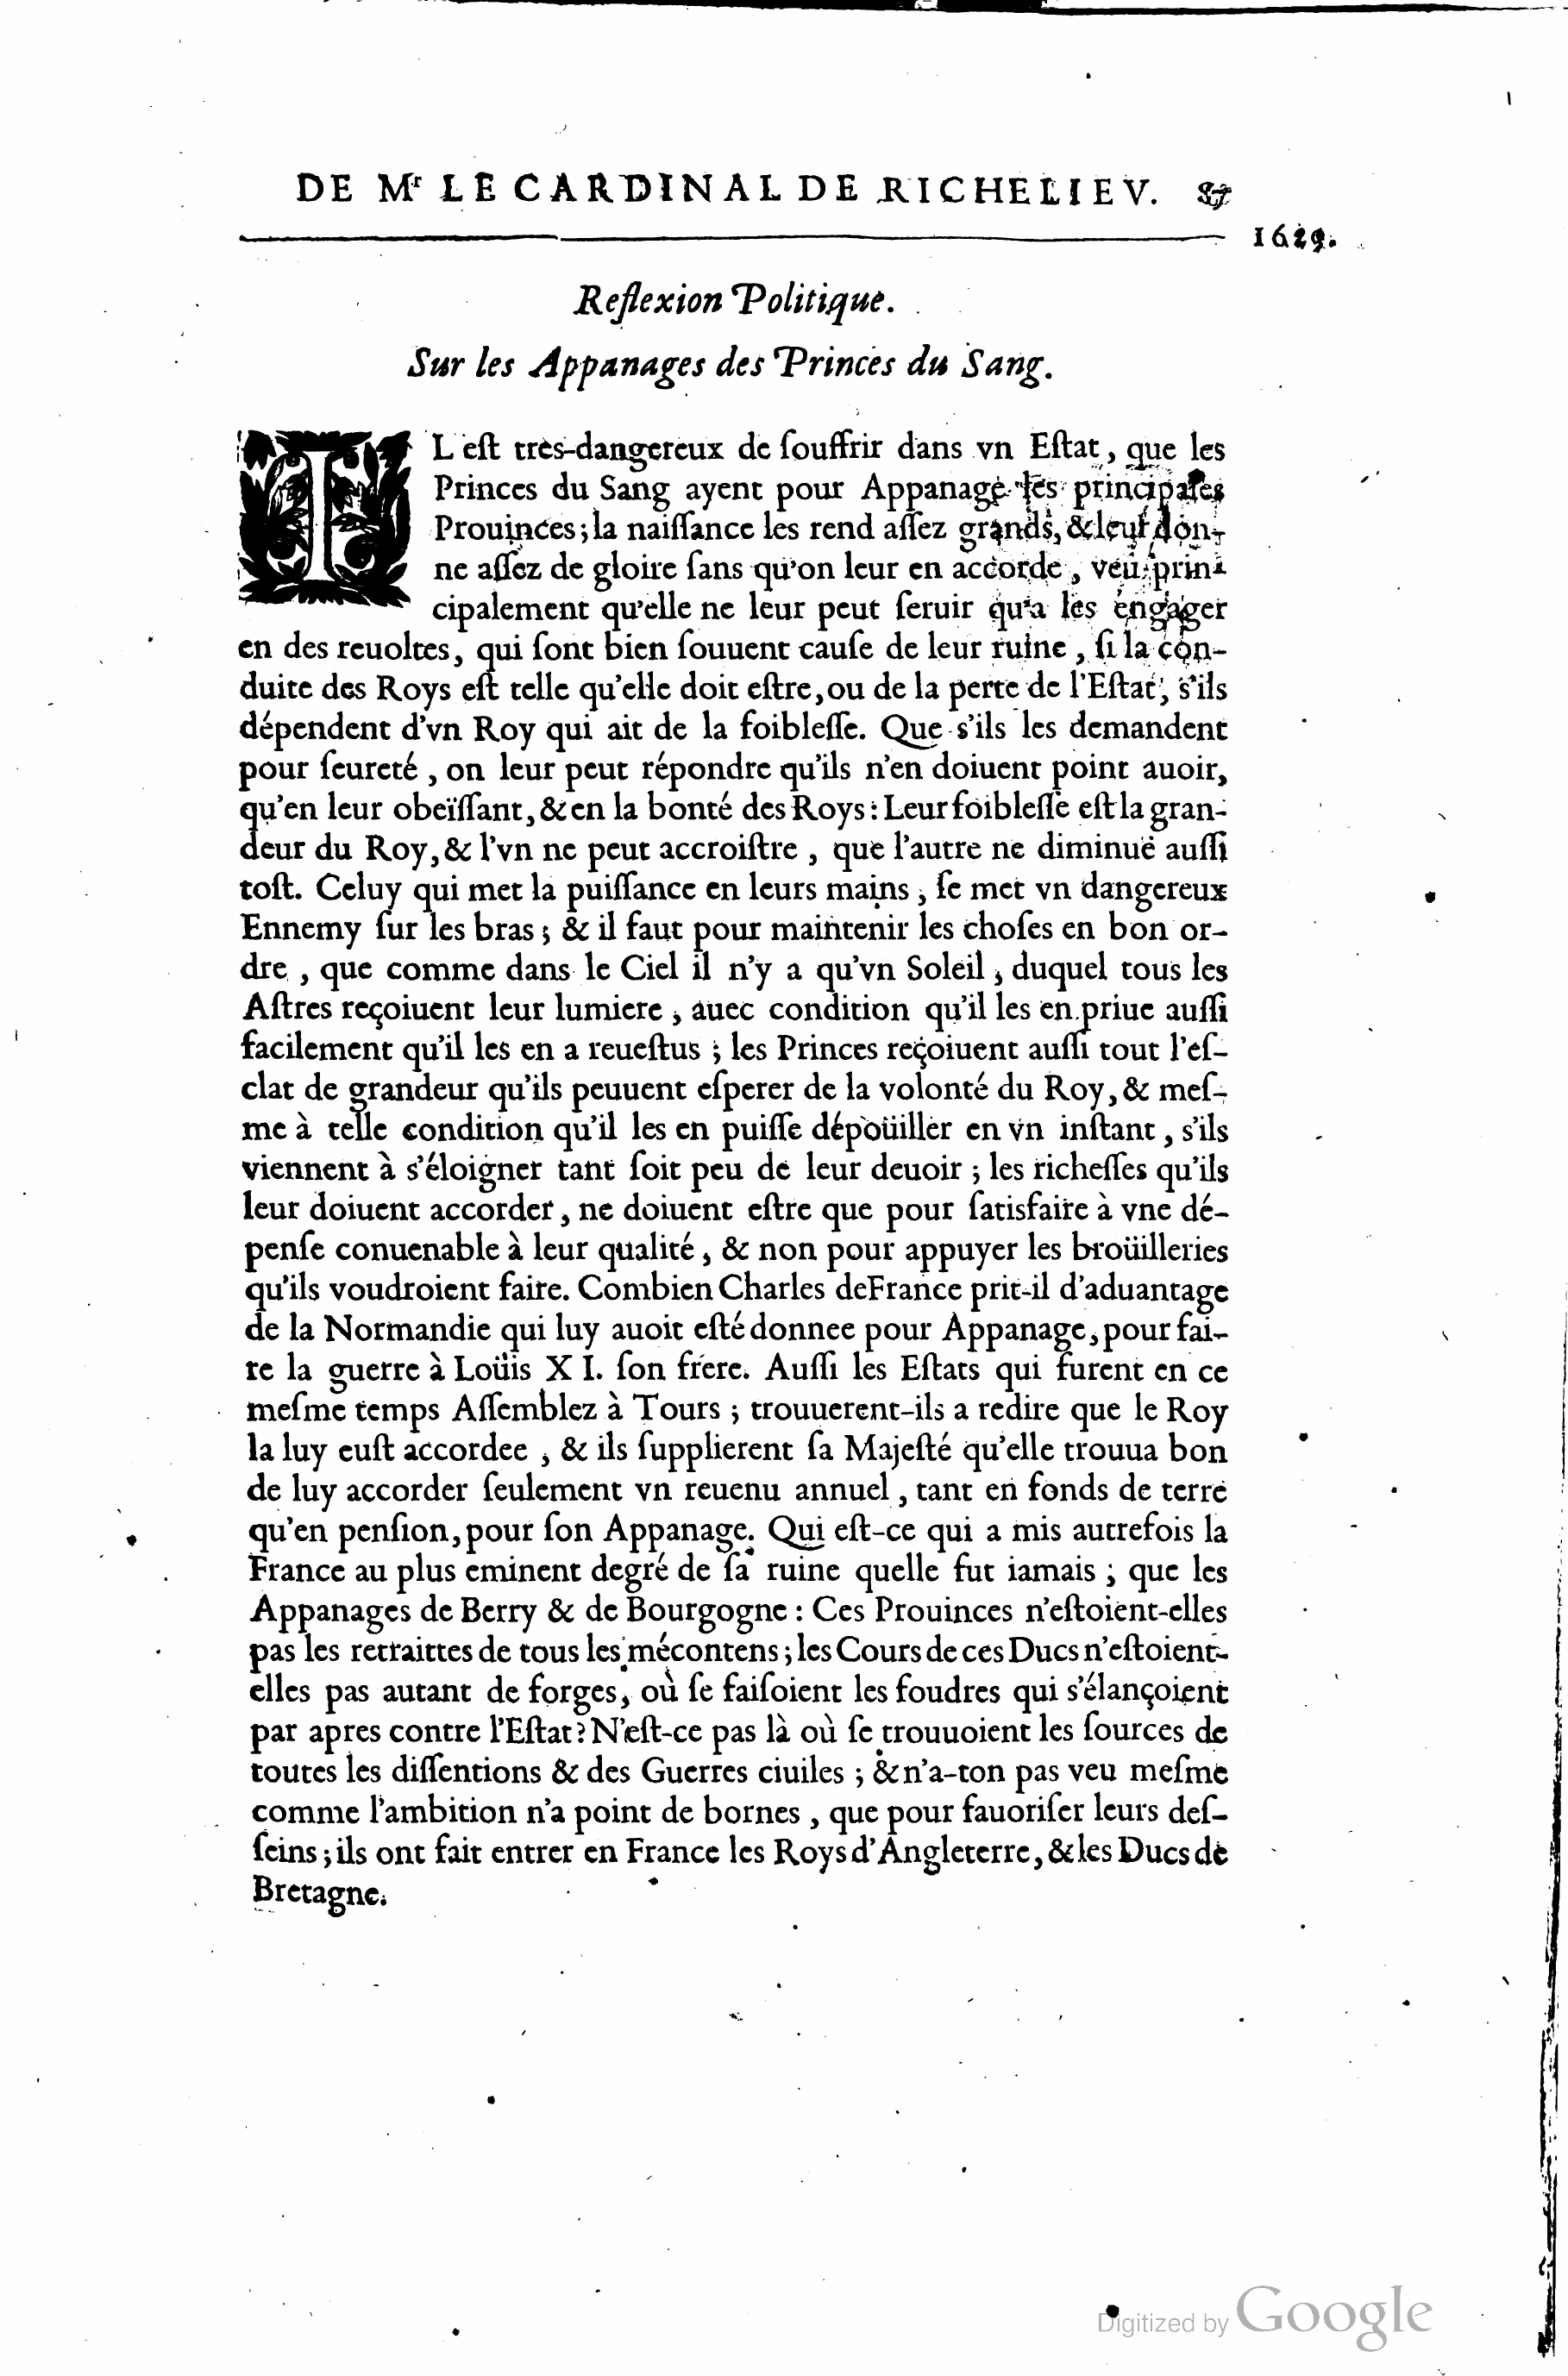 DE Mr LE CARDINAL DE RICHELIEV.
1629.
Reflexion Politique.
Sur les Appanages des Princes du Sang.
IL eſt tres-dangereux de ſouffrir dans vn Eſtat, que les
Princes du Sang ayent pour Appanage les principales
Prouinces; la naiſſance les rend aſſez grands, & leur don-
ne aſſez de gloire ſans qu'on leur en accorde, veu prin-
cipalement qu'elle ne leur peut ſeruir qu'a les engager
en des reuoltes, qui ſont bien ſouuent cauſe de leur ruine, ſi la con-
duite des Roys eſt telle qu'elle doit eſtre, ou de la perte de l'Eſtat, s'ils
dépendent d'vn Roy qui ait de la foibleſſe. Que s'ils les demandent
pour ſeureté, on leur peut répondre qu'ils n'en doiuent point auoir,
qu'en leur obeïſſant, & en la bonté des Roys: Leur foibleſſe eſt la gran-
deur du Roy, & l'vn ne peut accroiſtre, que l'autre ne diminuë auſſi
toſt. Celuy qui met la puiſſance en leurs mains, ſe met vn dangereux
Ennemy ſur les bras; & il faut pour maintenir les choſes en bon or-
dre, que comme dans le Ciel il n'y a qu'vn Soleil, duquel tous les
Aſtres reçoiuent leur lumiere, auec condition qu'il les en priue auſſi
facilement qu'il les en a reueſtus; les Princes reçoiuent auſſi tout l'eſ-
clat de grandeur qu'ils peuuent eſperer de la volonté du Roy, & meſ-
me à telle condition qu'il les en puiſſe dépoüiller en vn inſtant, s'ils
viennent à s'éloigner tant ſoit peu de leur deuoir; les richeſſes qu'ils
leur doiuent accorder, ne doiuent eſtre que pour ſatisfaire à vne dé-
penſe conuenable à leur qualité, & non pour appuyer les broüilleries
qu'ils voudroient faire. Combien Charles de France prit-il d'aduantage
de la Normandie qui luy auoit eſté donnee pour Appanage, pour fai-
re la guerre à Loüis XI. ſon frere. Auſſi les Eſtats qui furent en ce
meſme temps Aſſemblez à Tours; trouuerent-ils a redire que le Roy
la luy euſt accordee, & ils ſupplierent ſa Majeſté qu'elle trouua bon
de luy accorder ſeulement vn reuenu annuel, tant en fonds de terre
qu'en penſion, pour ſon Appanage. Qui eſt-ce qui a mis autrefois la
France au plus eminent degré de ſa ruine quelle fut iamais; que les
Appanages de Berry & de Bourgogne: Ces Prouinces n'eſtoient-elles
pas les retraittes de tous les mécontens; les Cours de ces Ducs n'eſtoient-
elles pas autant de forges, où ſe faiſoient les foudres qui s'élançoient
par apres contre l'Eſtat? N'eſt-ce pas là où ſe trouuoient les ſources de
toutes les diſſentions & des Guerres ciuiles; & n'a-ton pas veu meſme
comme l'ambition n'a point de bornes, que pour fauoriſer leurs deſ-
ſeins; ils ont fait entrer en France les Roys d'Angleterre, & les Ducs de
Bretagne.
Digitized by Google